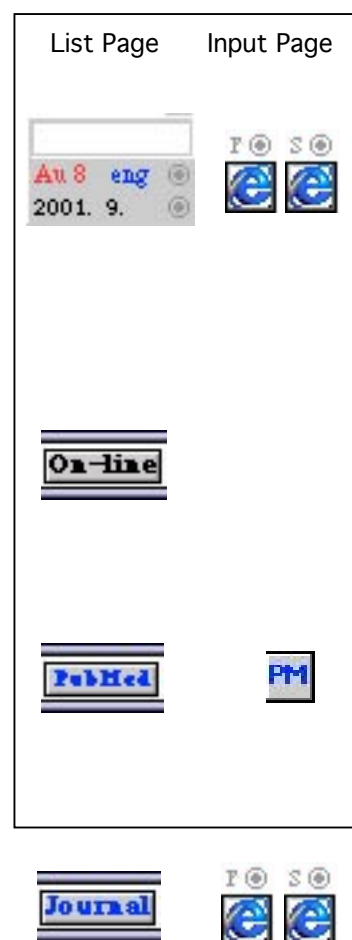 List Page Input Page
F S
Au 8 eng
2001. 9.
On-line
PubMed PM
Journal F S